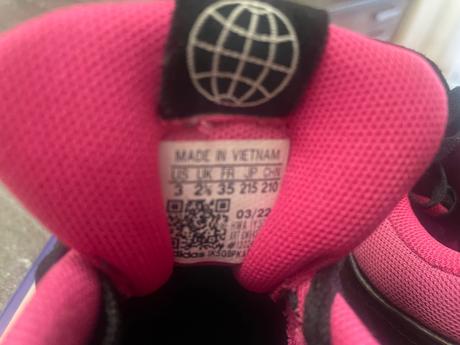 MADE IN VIETNAM
US UK FR JP CHN
3 2½ 35 215 210
03/22
adidas